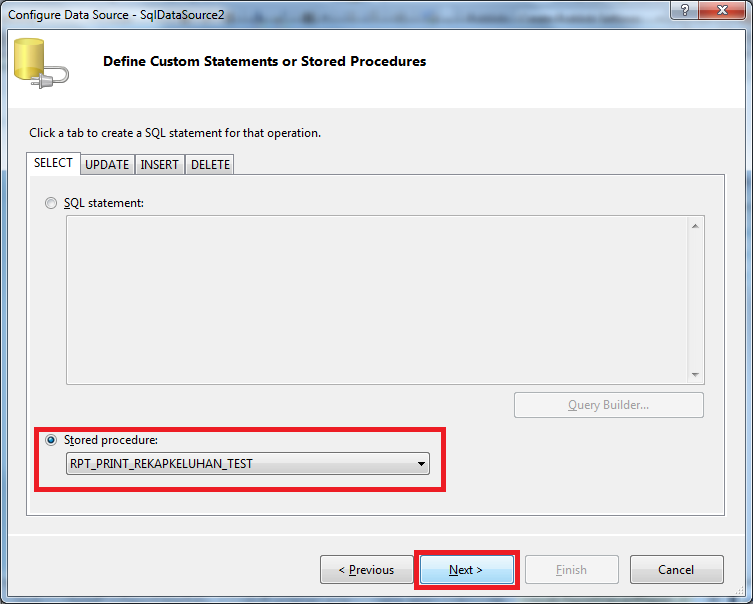 Configure Data Source - SqlDataSource2
?
Define Custom Statements or Stored Procedures
Click a tab to create a SQL statement for that operation.
SELECT UPDATE INSERT DELETE
SQL statement:
Query Builder...
Stored procedure:
RPT_PRINT_REKAPKELUHAN_TEST
< Previous Next > Finish Cancel